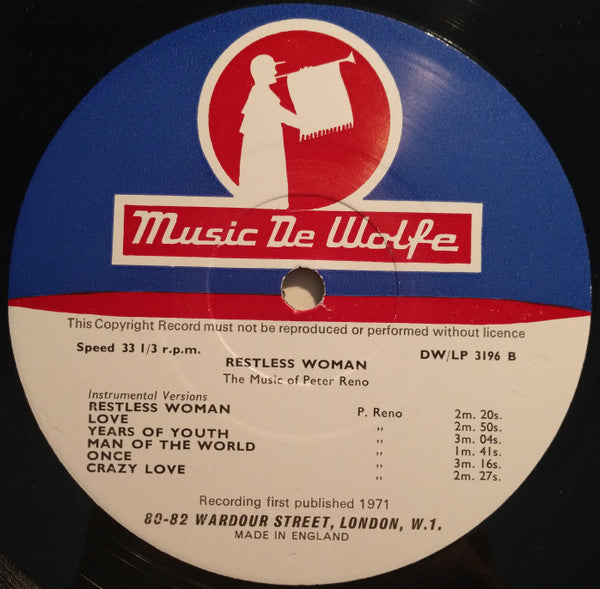 Music De Wolfe
This Copyright Record must not be reproduced or performed without licence
Speed 33 1/3 r.p.m.
RESTLESS WOMAN
DW/LP 3196 B
The Music of Peter Reno
Instrumental Versions
RESTLESS WOMAN P. Reno 2m. 20s.
LOVE ,, 2m. 50s.
YEARS OF YOUTH ,, 3m. 04s.
MAN OF THE WORLD ,, 1m. 41s.
ONCE ,, 3m. 16s.
CRAZY LOVE ,, 2m. 27s.
Recording first published 1971
80-82 WARDOUR STREET, LONDON, W.1.
MADE IN ENGLAND